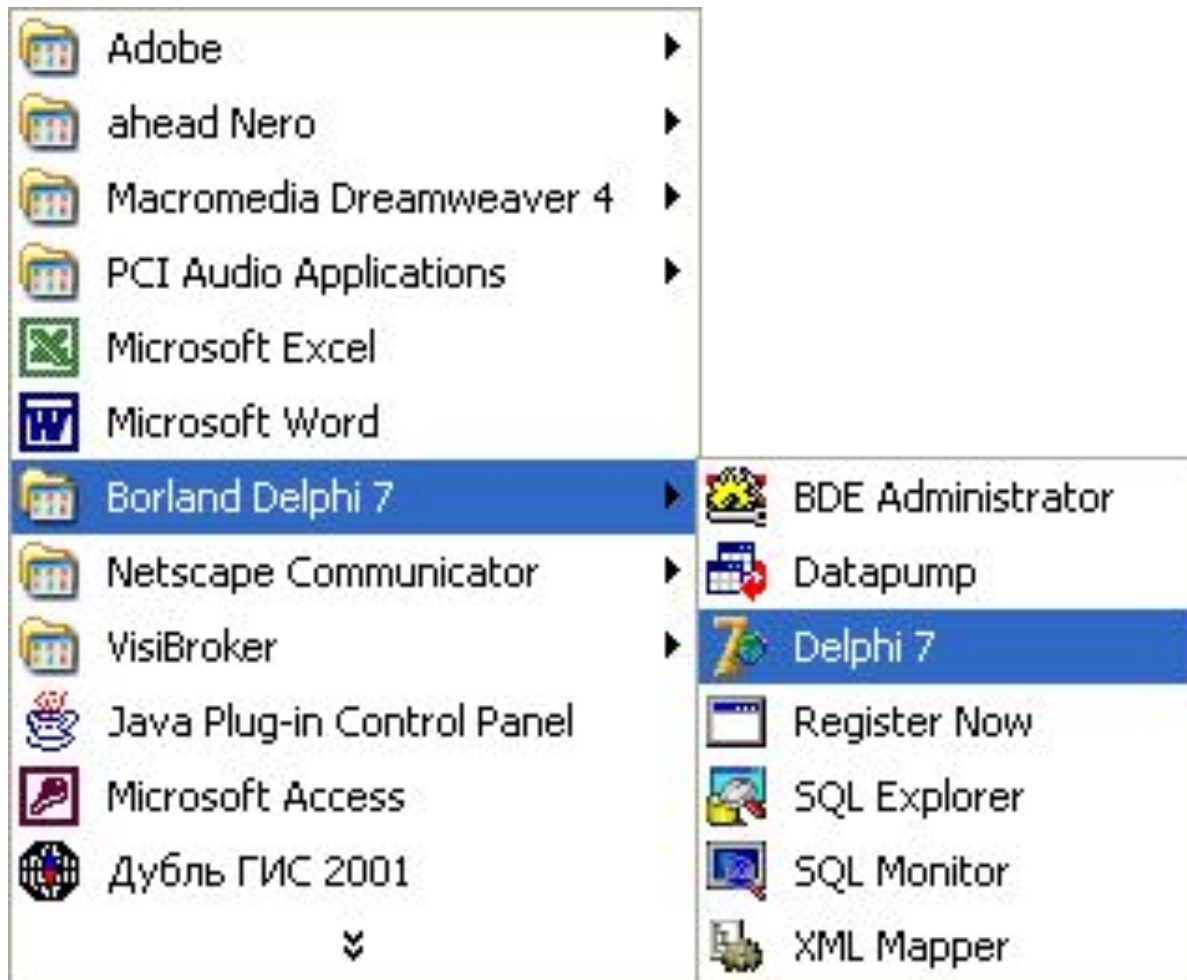 Adobe
ahead Nero
Macromedia Dreamweaver 4
PCI Audio Applications
Microsoft Excel
Microsoft Word
Borland Delphi 7
Netscape Communicator
VisiBroker
Java Plug-in Control Panel
Microsoft Access
Дубль ГИС 2001
BDE Administrator
Datapump
Delphi 7
Register Now
SQL Explorer
SQL Monitor
XML Mapper